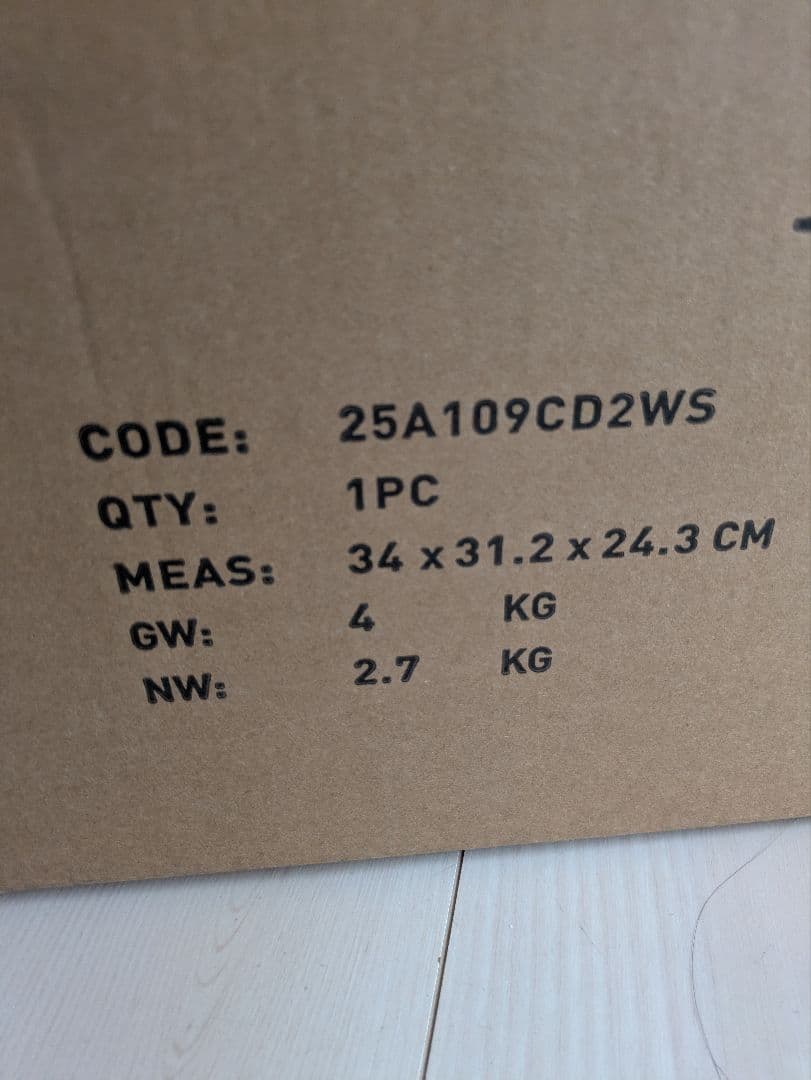 CODE: 25A109CD2WS
QTY: 1PC
MEAS: 34 x 31.2 x 24.3 CM
GW: 4 KG
NW: 2.7 KG